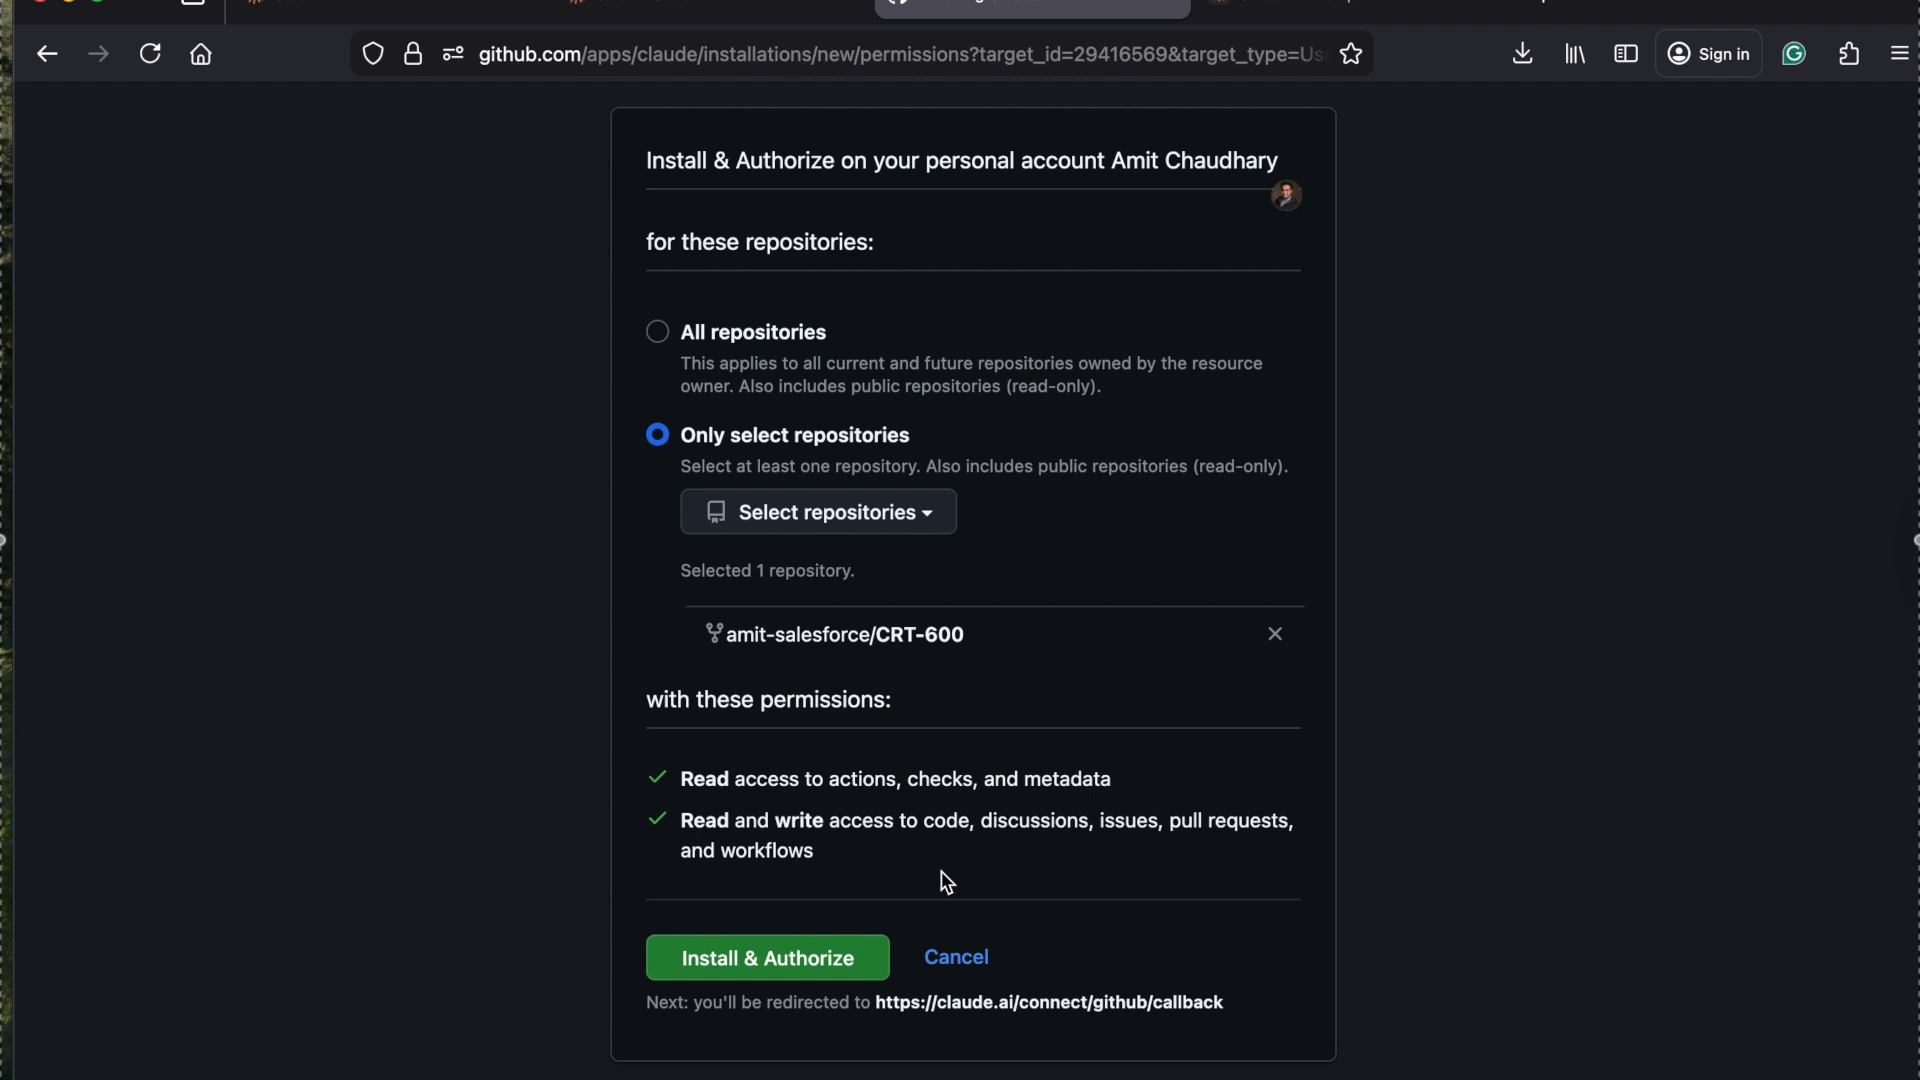 github.com/apps/claude/installations/new/permissions?target_id=29416569&target_type=Us
Sign in
Install & Authorize on your personal account Amit Chaudhary
for these repositories:
All repositories
This applies to all current and future repositories owned by the resource
owner. Also includes public repositories (read-only).
Only select repositories
Select at least one repository. Also includes public repositories (read-only).
Select repositories
Selected 1 repository.
amit-salesforce/CRT-600
with these permissions:
Read access to actions, checks, and metadata
Read and write access to code, discussions, issues, pull requests,
and workflows
Install & Authorize
Cancel
Next: you'll be redirected to https://claude.ai/connect/github/callback